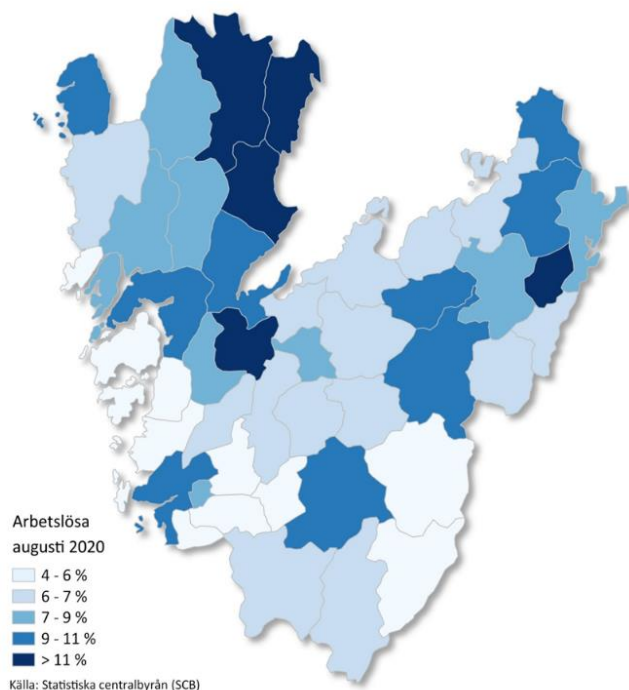 Arbetslösa
augusti 2020
4 - 6 %
6 - 7 %
7 - 9 %
9 - 11 %
> 11 %
Källa: Statistiska centralbyrån (SCB)